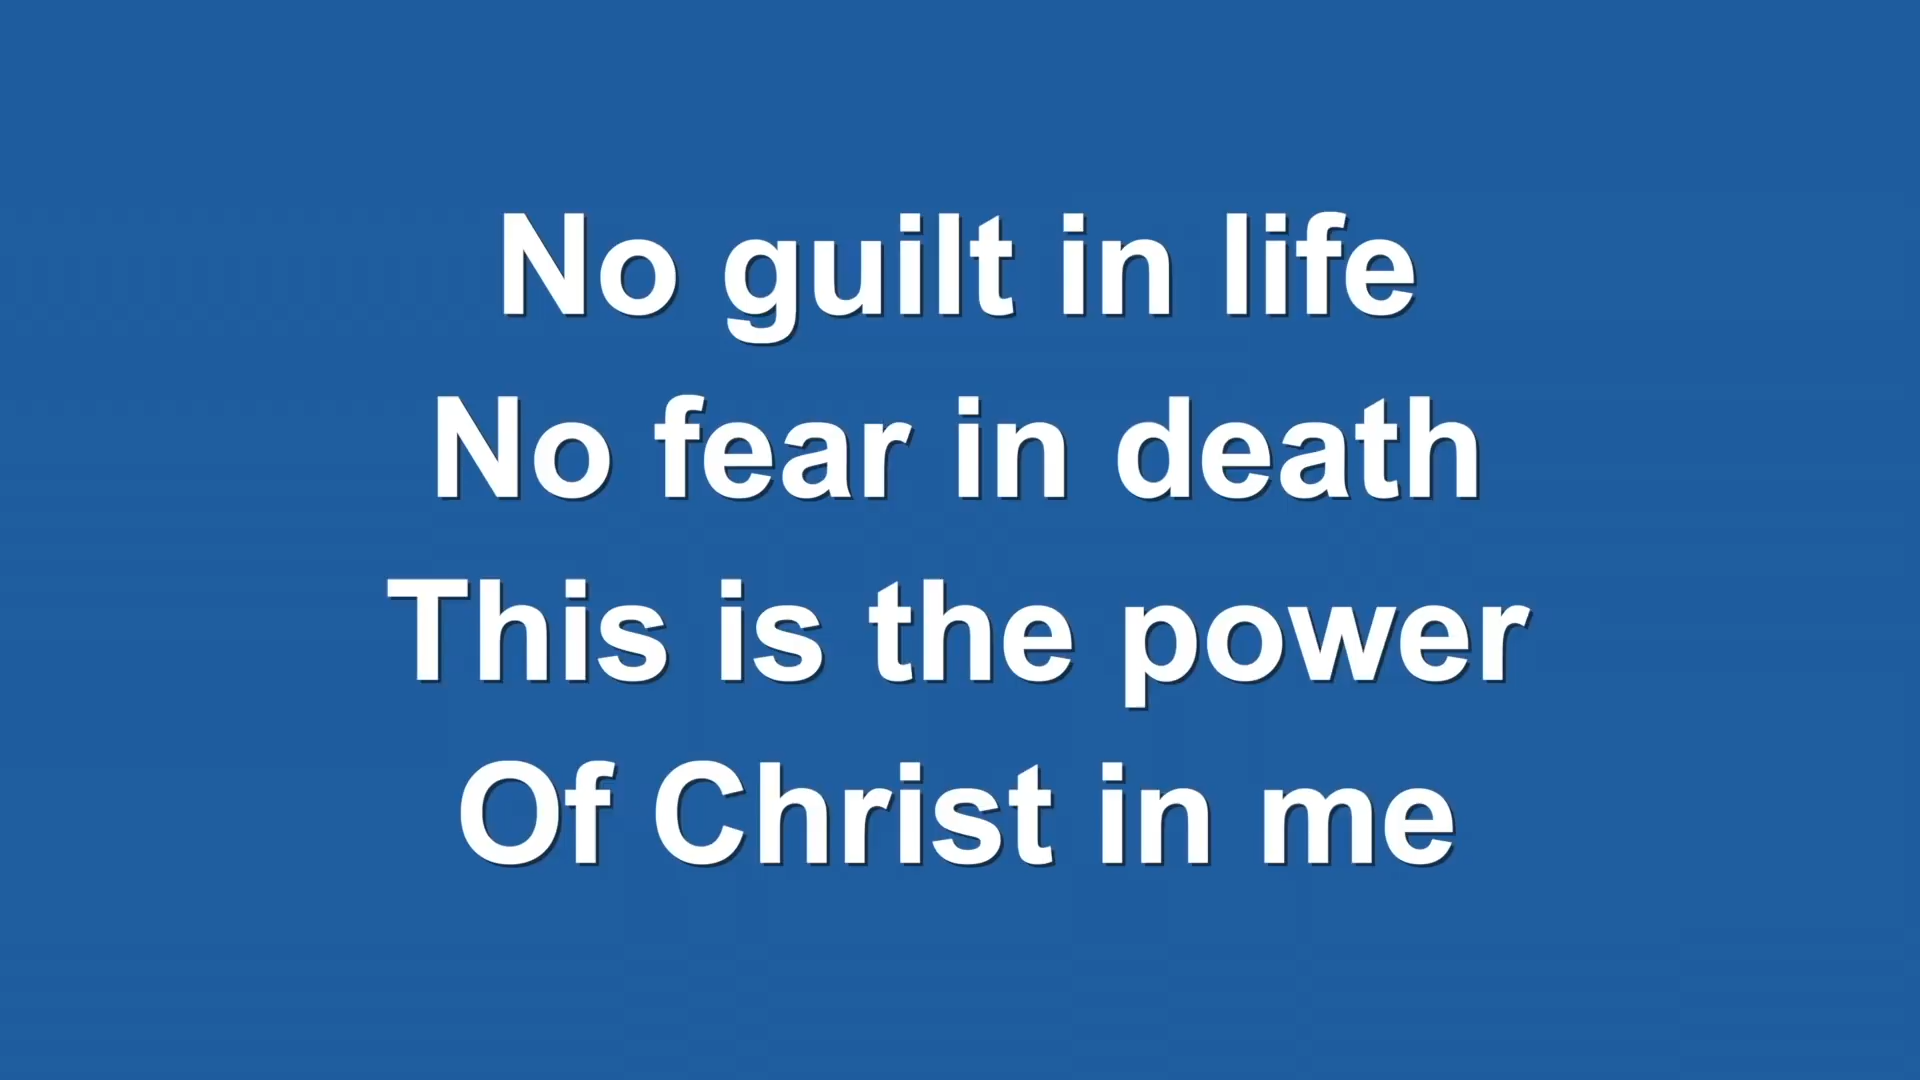 No guilt in life
No fear in death
This is the power
Of Christ in me